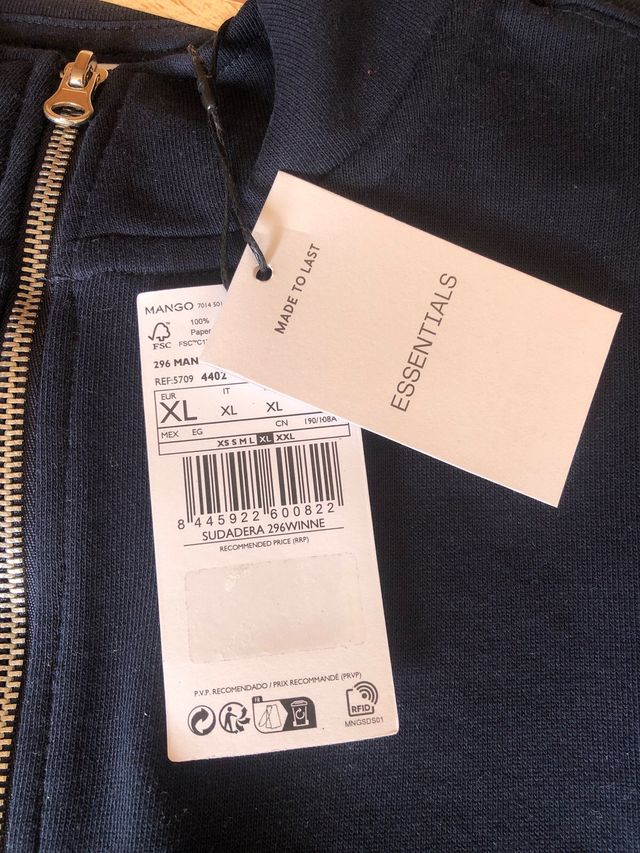 MADE TO LAST
ESSENTIALS
MANGO 7014 501
100%
Paper
FSC
296 MAN
REF:5709 4402
EUR IT
XL XL XL
MEX EG CN 190/108A
XS S M L XL XXL
8 445922 600822
SUDADERA 296WINNE
RECOMMENDED PRICE (RRP)
P.V.P. RECOMENDADO / PRIX RECOMMANDÉ (PRVP)
RFID
MNGSDS01